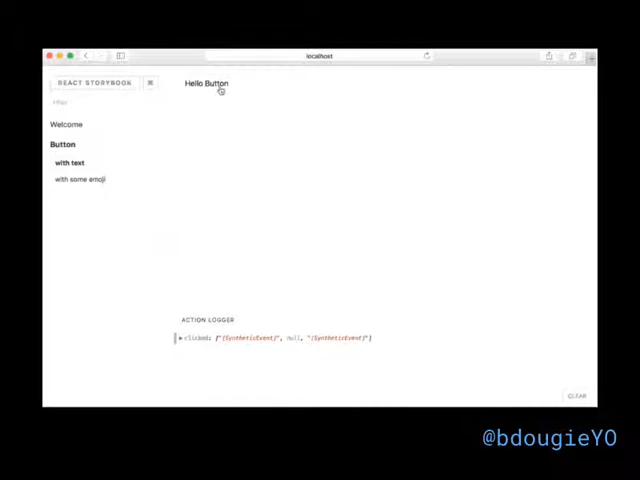 localhost
REACT STORYBOOK ⌘
Hello Button
Filter
Welcome
Button
with text
with some emoji
ACTION LOGGER
▶ clicked: ["[SyntheticEvent]", null, "[SyntheticEvent]"]
CLEAR
@bdougieYO